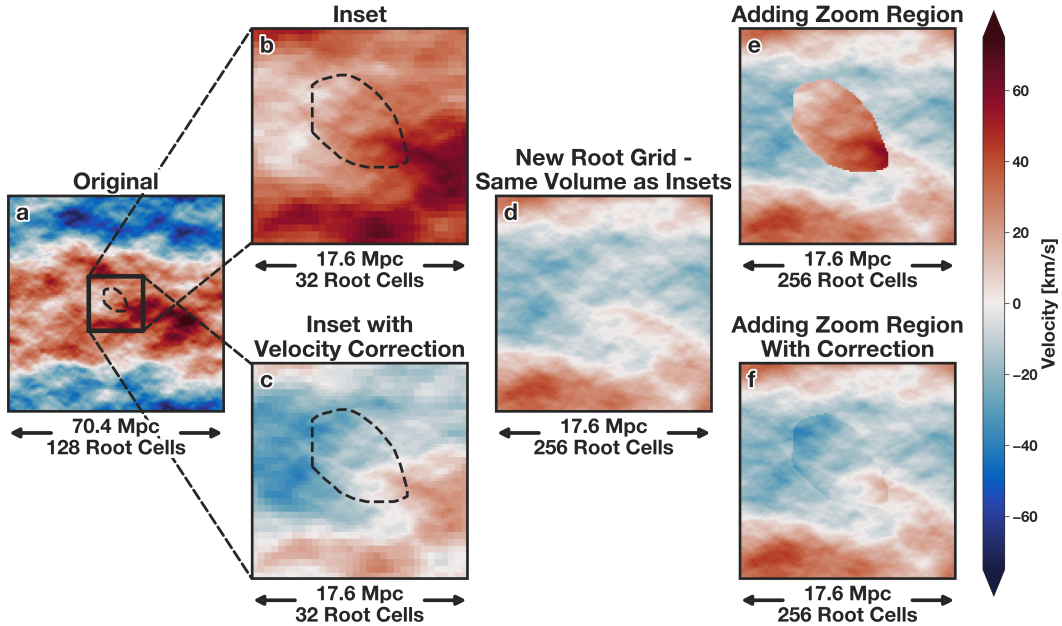 Original
a
70.4 Mpc
128 Root Cells
Inset
b
17.6 Mpc
32 Root Cells
Inset with
Velocity Correction
c
17.6 Mpc
32 Root Cells
New Root Grid -
Same Volume as Insets
d
17.6 Mpc
256 Root Cells
Adding Zoom Region
e
17.6 Mpc
256 Root Cells
Adding Zoom Region
With Correction
f
17.6 Mpc
256 Root Cells
60
40
20
0
−20
−40
−60
Velocity [km/s]